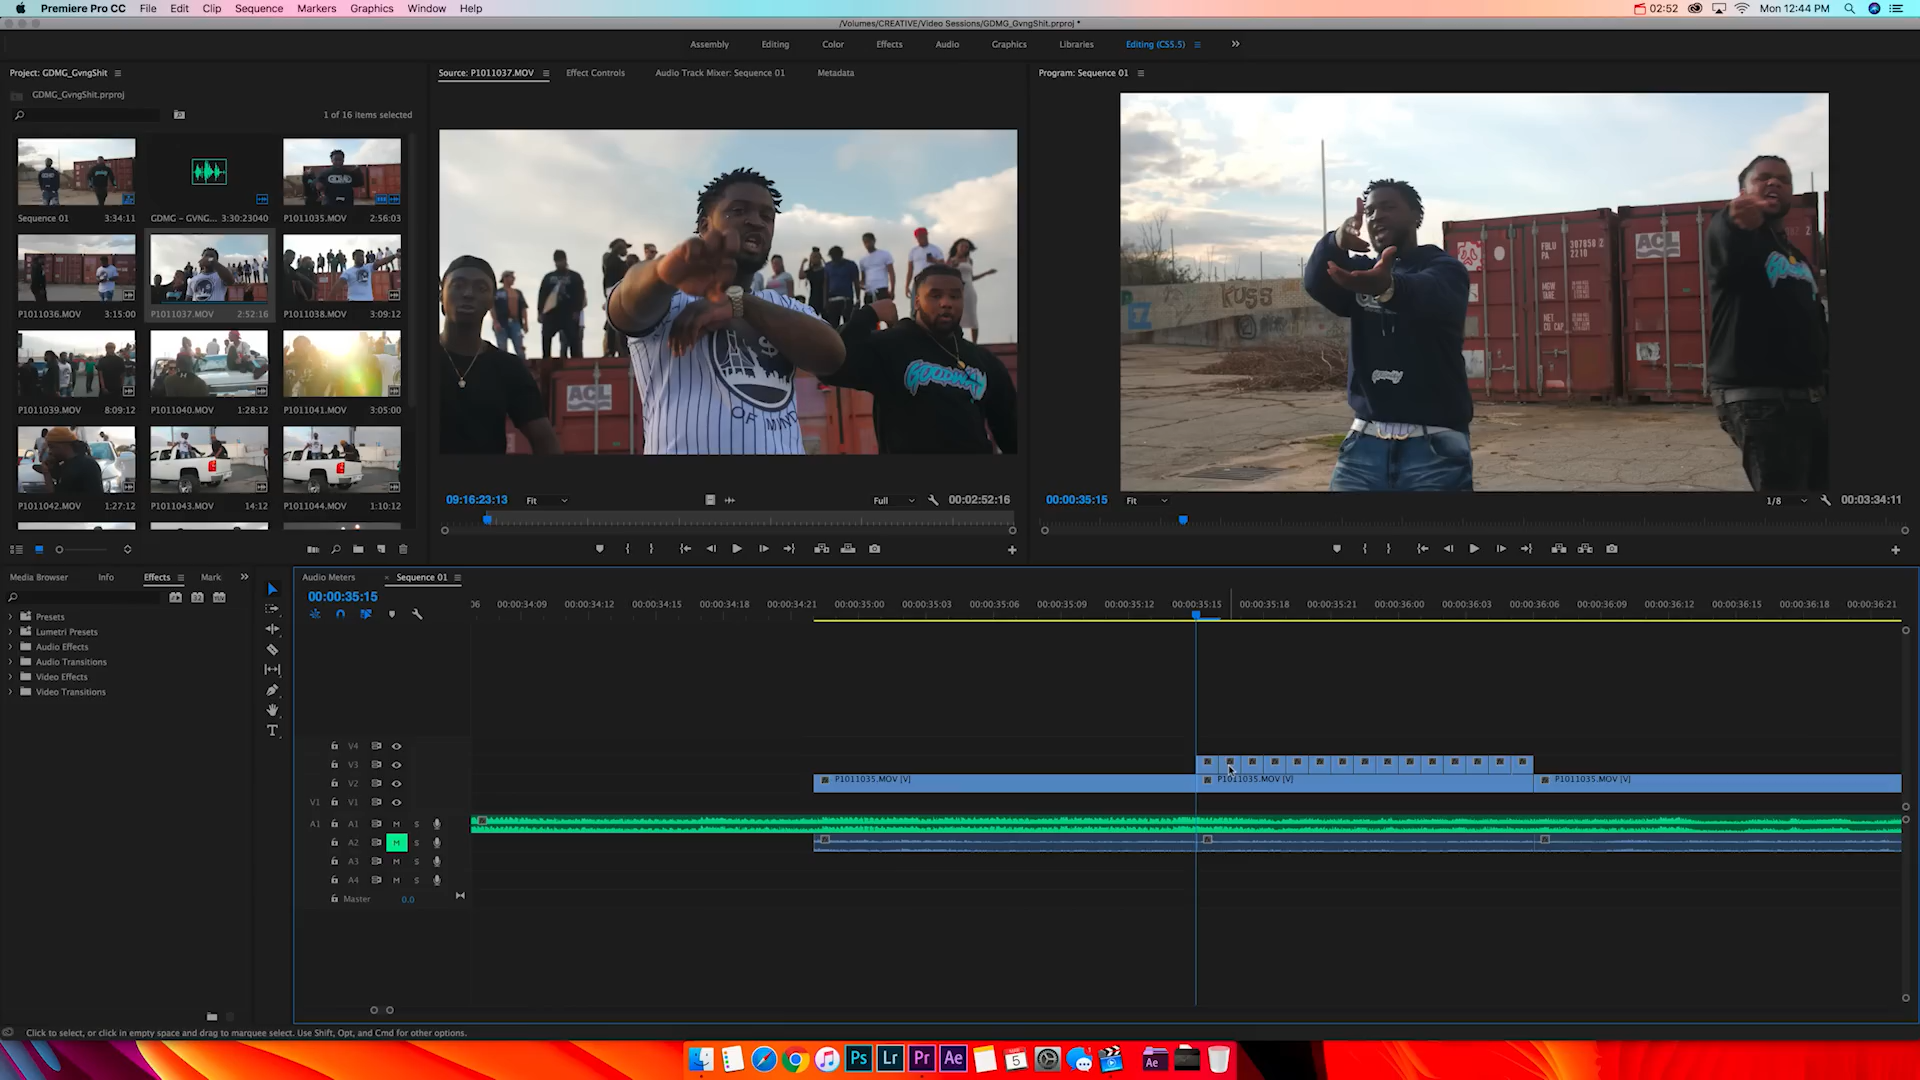 Premiere Pro CC File Edit Clip Sequence Markers Graphics Window Help 02:52 Mon 12:44 PM
/Volumes/CREATIVE/Video Sessions/GDMG_GvngShit.prproj *
Assembly Editing Color Effects Audio Graphics Libraries Editing (CS5.5)
Project: GDMG_GvngShit
GDMG_GvngShit.prproj
1 of 16 items selected
Sequence 01 3:34:11
GDMG – GVNG... 3:30:23040
P1011035.MOV 2:56:03
P1011036.MOV 3:15:00
P1011037.MOV 2:52:16
P1011038.MOV 3:09:12
P1011039.MOV 8:09:12
P1011040.MOV 1:28:12
P1011041.MOV 3:05:00
P1011042.MOV 1:27:12
P1011043.MOV 14:12
P1011044.MOV 1:10:12
Source: P1011037.MOV Effect Controls Audio Track Mixer: Sequence 01 Metadata
ACL
OF MIND
09:16:23:13 Fit Full 00:02:52:16
Program: Sequence 01
KUSS
ACL
00:00:35:15 Fit 1/8 00:03:34:11
Media Browser Info Effects Mark
Presets
Lumetri Presets
Audio Effects
Audio Transitions
Video Effects
Video Transitions
Audio Meters × Sequence 01
00:00:35:15
06 00:00:34:09 00:00:34:12 00:00:34:15 00:00:34:18 00:00:34:21 00:00:35:00 00:00:35:03 00:00:35:06 00:00:35:09 00:00:35:12 00:00:35:15 00:00:35:18 00:00:35:21 00:00:36:00 00:00:36:03 00:00:36:06 00:00:36:09 00:00:36:12 00:00:36:15 00:00:36:18 00:00:36:21
V4
V3
V2 P1011035.MOV [V] P1011035.MOV [V] P1011035.MOV [V]
V1 V1
A1 A1 M S
A2 M S
A3 M S
A4 M S
Master 0.0
Click to select, or click in empty space and drag to marquee select. Use Shift, Opt, and Cmd for other options.
Ps Lr Pr Ae 5 Ae